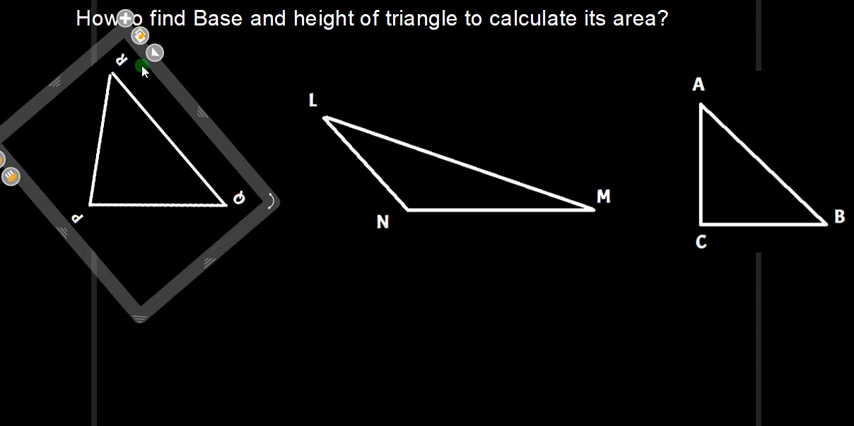 How to find Base and height of triangle to calculate its area?
R
P
Q
L
M
N
A
B
C